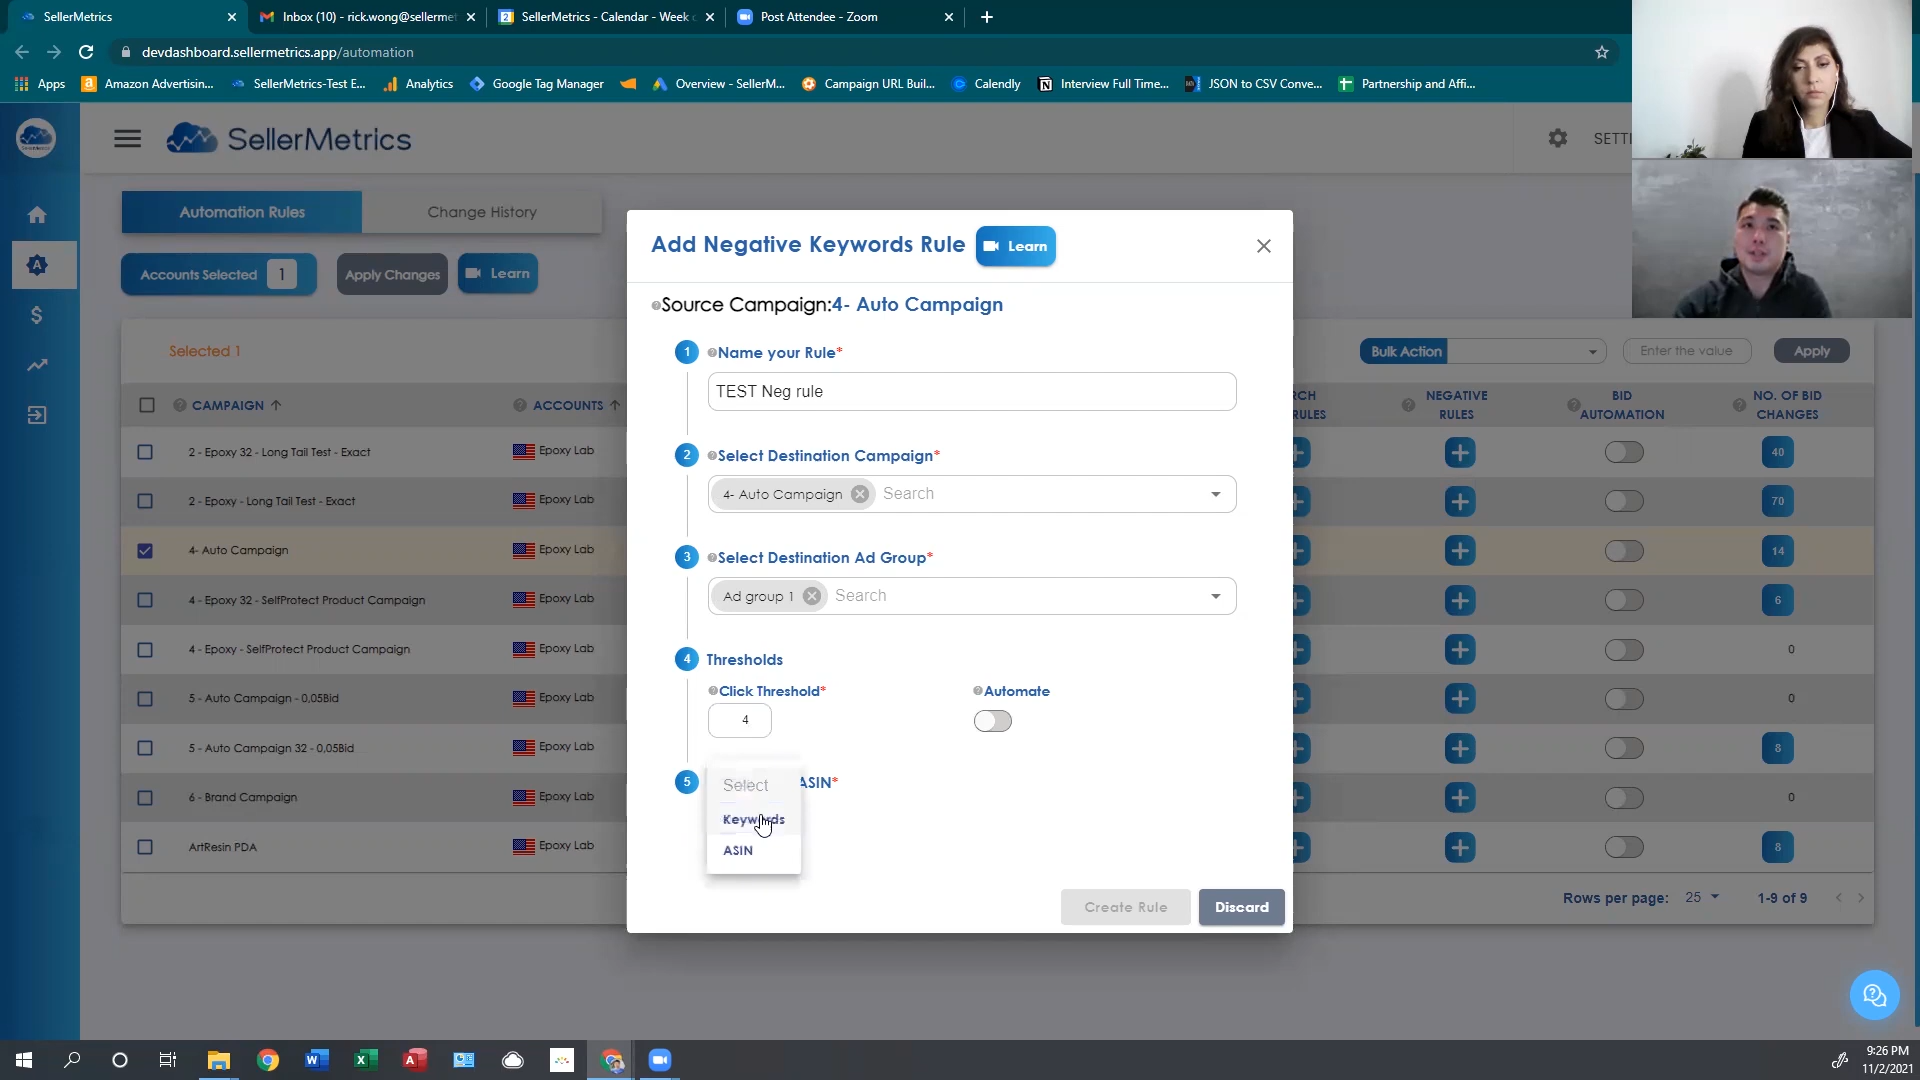 SellerMetrics
Inbox (10) - rick.wong@sellermet
SellerMetrics - Calendar - Week
Post Attendee - Zoom
devdashboard.sellermetrics.app/automation
Apps
Amazon Advertisin...
SellerMetrics-Test E...
Analytics
Google Tag Manager
Overview - SellerM...
Campaign URL Buil...
Calendly
Interview Full Time...
JSON to CSV Conve...
Partnership and Affi...
SellerMetrics
SETTI
Automation Rules
Change History
Accounts Selected 1
Apply Changes
Learn
Selected 1
Bulk Action
Enter the value
Apply
CAMPAIGN
ACCOUNTS
RCH
RULES
NEGATIVE
RULES
BID
AUTOMATION
NO. OF BID
CHANGES
2 - Epoxy 32 - Long Tail Test - Exact
Epoxy Lab
40
2 - Epoxy - Long Tail Test - Exact
Epoxy Lab
70
4- Auto Campaign
Epoxy Lab
14
4 - Epoxy 32 - SelfProtect Product Campaign
Epoxy Lab
6
4 - Epoxy - SelfProtect Product Campaign
Epoxy Lab
0
5 - Auto Campaign - 0,05Bid
Epoxy Lab
0
5 - Auto Campaign 32 - 0,05Bid
Epoxy Lab
8
6 - Brand Campaign
Epoxy Lab
0
ArtResin PDA
Epoxy Lab
8
Rows per page: 25
1-9 of 9
Add Negative Keywords Rule
Learn
Source Campaign:4- Auto Campaign
1 Name your Rule*
TEST Neg rule
2 Select Destination Campaign*
4- Auto Campaign Search
3 Select Destination Ad Group*
Ad group 1 Search
4 Thresholds
Click Threshold*
Automate
4
5 ASIN*
Select
Keywords
ASIN
Create Rule
Discard
9:26 PM
11/2/2021